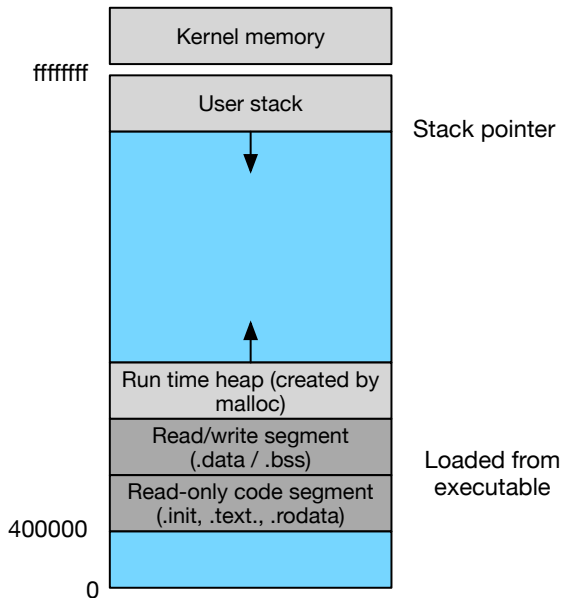 Kernel memory
ffffffff
User stack
Stack pointer
Run time heap (created by
malloc)
Read/write segment
(.data / .bss)
Loaded from
executable
Read-only code segment
(.init, .text., .rodata)
400000
0